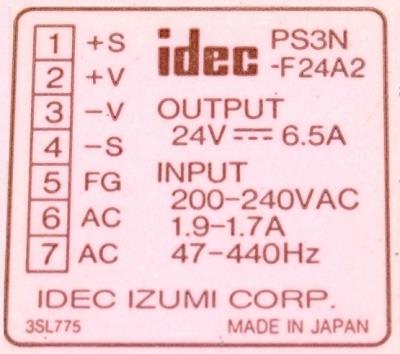 1 +S
2 +V
3 -V
4 -S
5 FG
6 AC
7 AC
idec PS3N
-F24A2
OUTPUT
24V ⎓ 6.5A
INPUT
200-240VAC
1.9-1.7A
47-440Hz
IDEC IZUMI CORP.
3SL775 MADE IN JAPAN